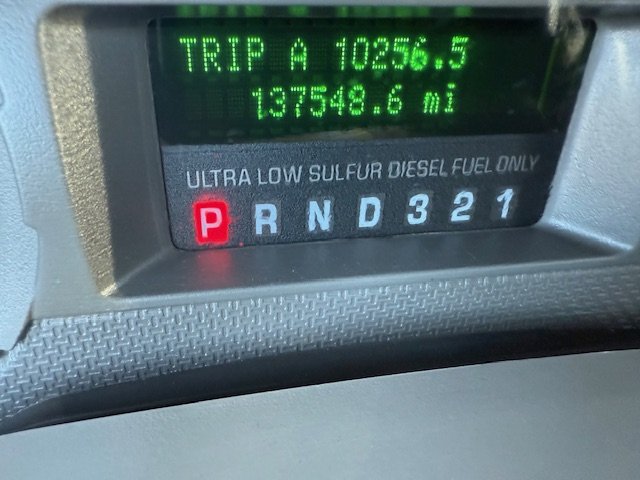 TRIP A 10256.5
137548.6 mi
ULTRA LOW SULFUR DIESEL FUEL ONLY
P R N D 3 2 1